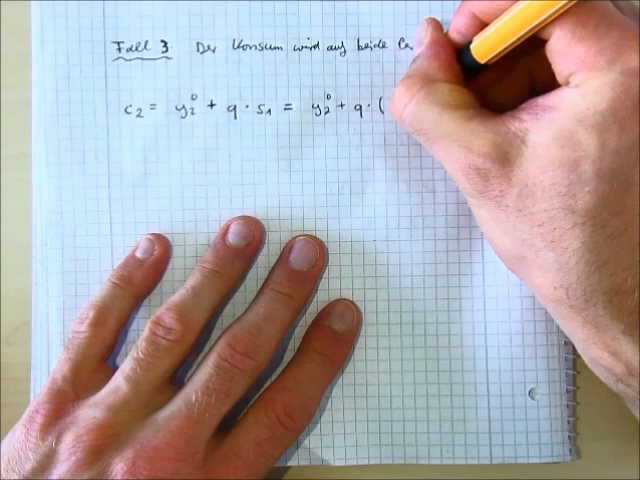 Fall 3 Der Konsum wird auf beide
c₂ = y₂⁰ + q · s₁ = y₂⁰ + q · (